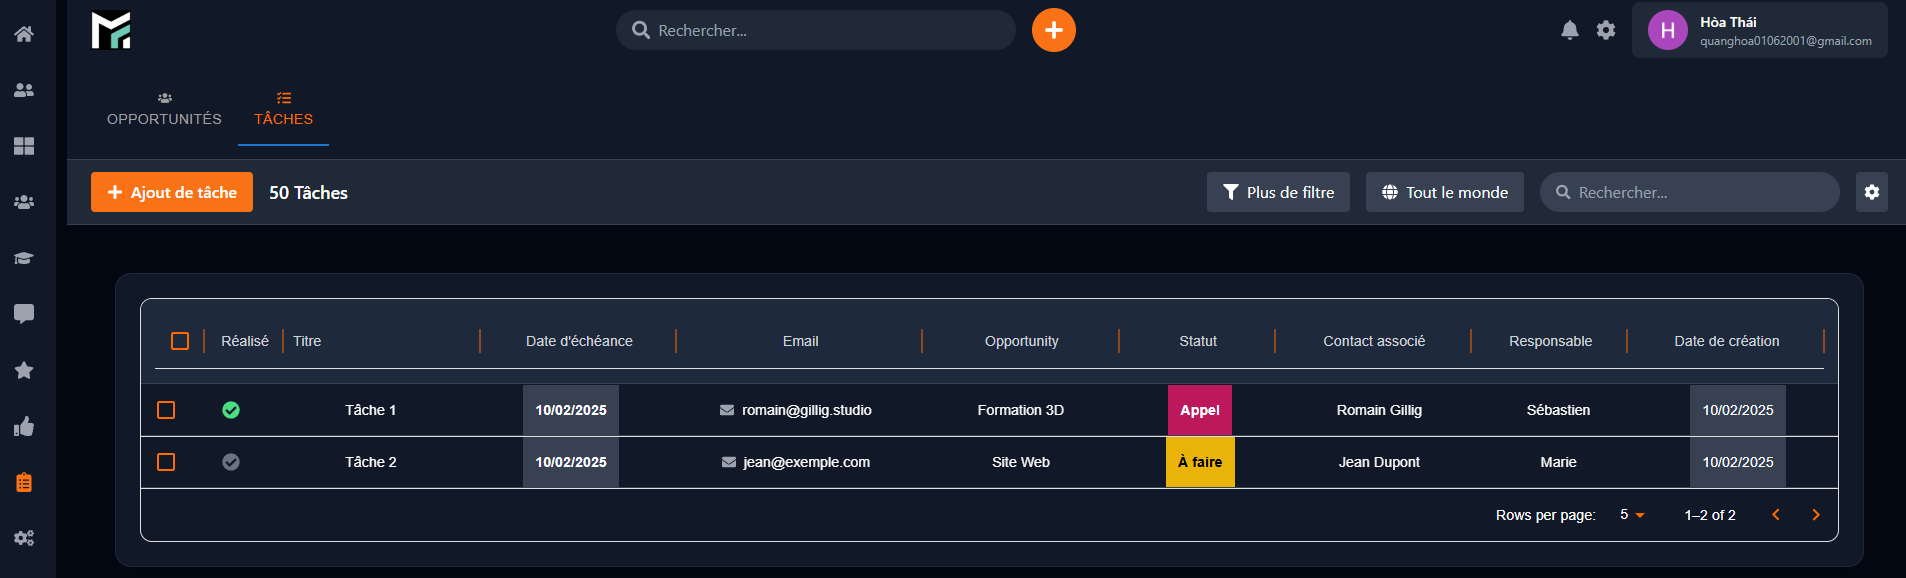 Rechercher...
Hòa Thái
quanghoa01062001@gmail.com
H
OPPORTUNITÉS TÂCHES
Ajout de tâche 50 Tâches Plus de filtre Tout le monde Rechercher...
Réalisé Titre Date d'échéance Email Opportunity Statut Contact associé Responsable Date de création
Tâche 1 10/02/2025 romain@gillig.studio Formation 3D Appel Romain Gillig Sébastien 10/02/2025
Tâche 2 10/02/2025 jean@exemple.com Site Web À faire Jean Dupont Marie 10/02/2025
Rows per page: 5 1–2 of 2